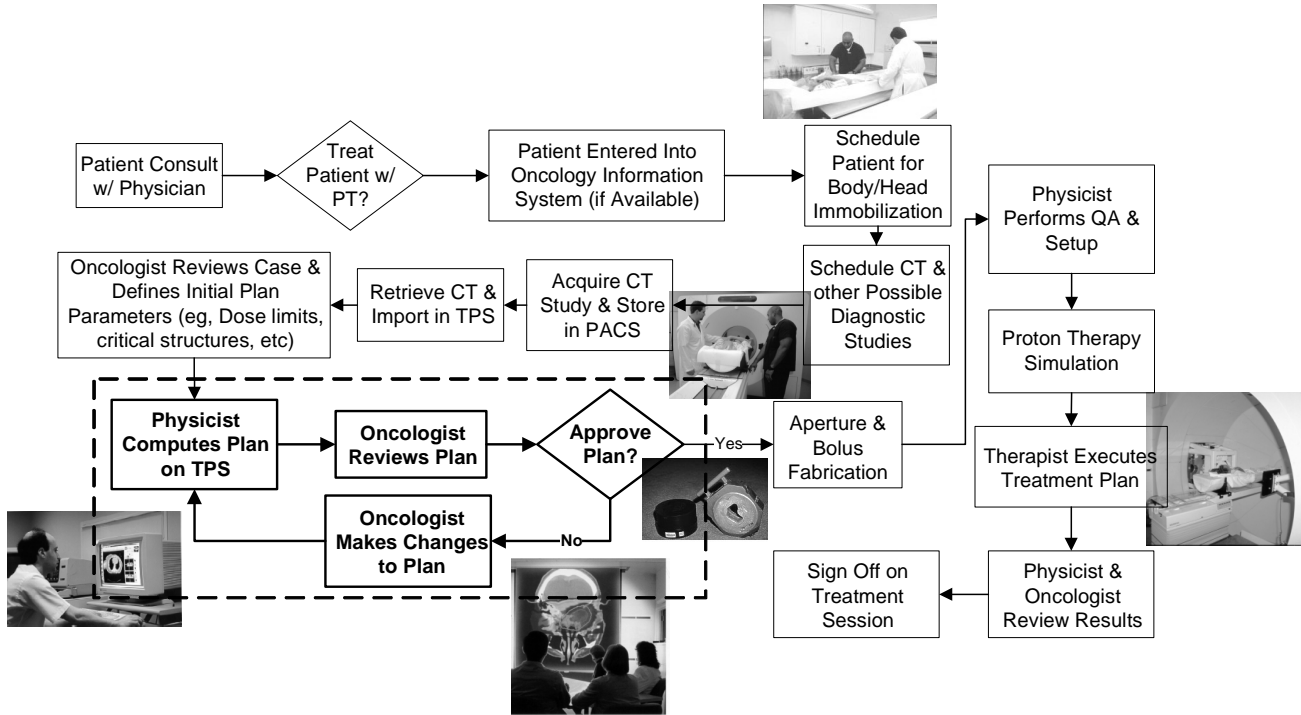 Patient Consult
w/ Physician
Treat
Patient w/
PT?
Patient Entered Into
Oncology Information
System (if Available)
Schedule
Patient for
Body/Head
Immobilization
Physicist
Performs QA &
Setup
Oncologist Reviews Case &
Defines Initial Plan
Parameters (eg, Dose limits,
critical structures, etc)
Retrieve CT &
Import in TPS
Acquire CT
Study & Store
in PACS
Schedule CT &
other Possible
Diagnostic
Studies
Proton Therapy
Simulation
Physicist
Computes Plan
on TPS
Oncologist
Reviews Plan
Approve
Plan?
Yes
Aperture &
Bolus
Fabrication
Therapist Executes
Treatment Plan
Oncologist
Makes Changes
to Plan
No
Sign Off on
Treatment
Session
Physicist &
Oncologist
Review Results